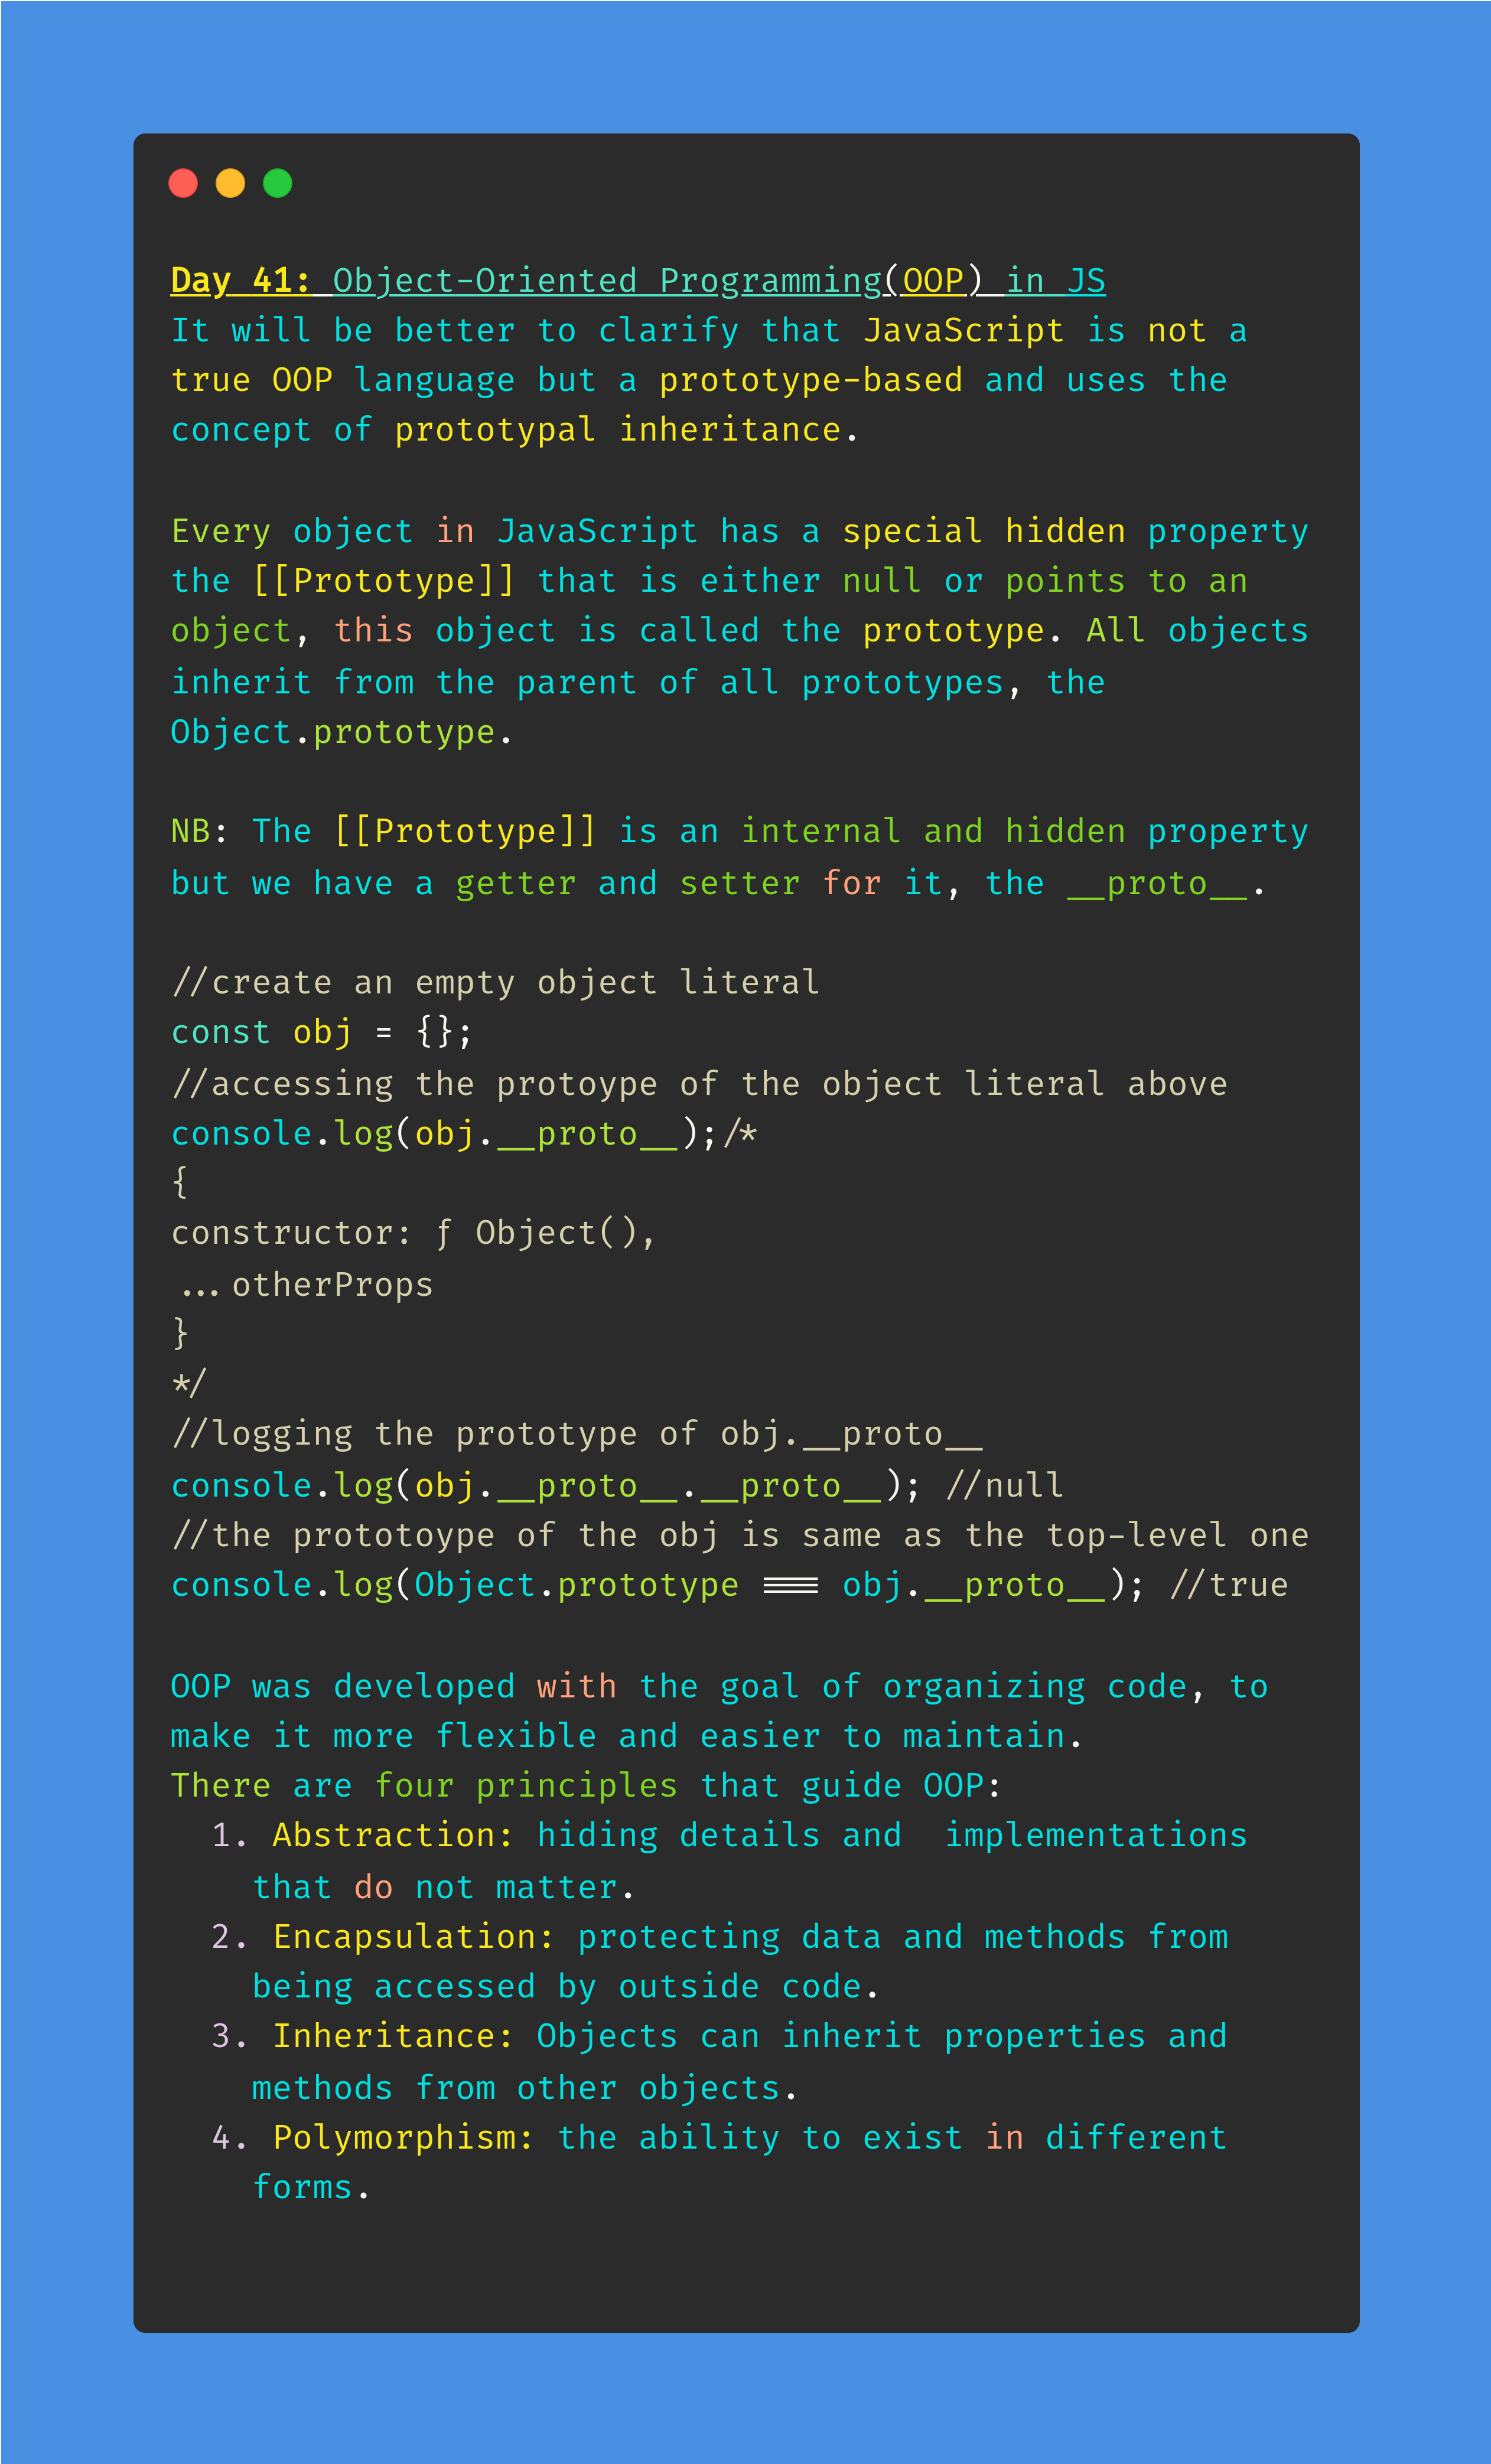 Day 41: Object-Oriented Programming(OOP) in JS
It will be better to clarify that JavaScript is not a
true OOP language but a prototype-based and uses the
concept of prototypal inheritance.
Every object in JavaScript has a special hidden property
the [[Prototype]] that is either null or points to an
object, this object is called the prototype. All objects
inherit from the parent of all prototypes, the
Object.prototype.
NB: The [[Prototype]] is an internal and hidden property
but we have a getter and setter for it, the __proto__.
//create an empty object literal
const obj = {};
//accessing the protoype of the object literal above
console.log(obj.__proto__);/*
{
constructor: ƒ Object(),
...otherProps
}
*/
//logging the prototype of obj.__proto__
console.log(obj.__proto__.__proto__); //null
//the prototoype of the obj is same as the top-level one
console.log(Object.prototype === obj.__proto__); //true
OOP was developed with the goal of organizing code, to
make it more flexible and easier to maintain.
There are four principles that guide OOP:
1. Abstraction: hiding details and  implementations
that do not matter.
2. Encapsulation: protecting data and methods from
being accessed by outside code.
3. Inheritance: Objects can inherit properties and
methods from other objects.
4. Polymorphism: the ability to exist in different
forms.